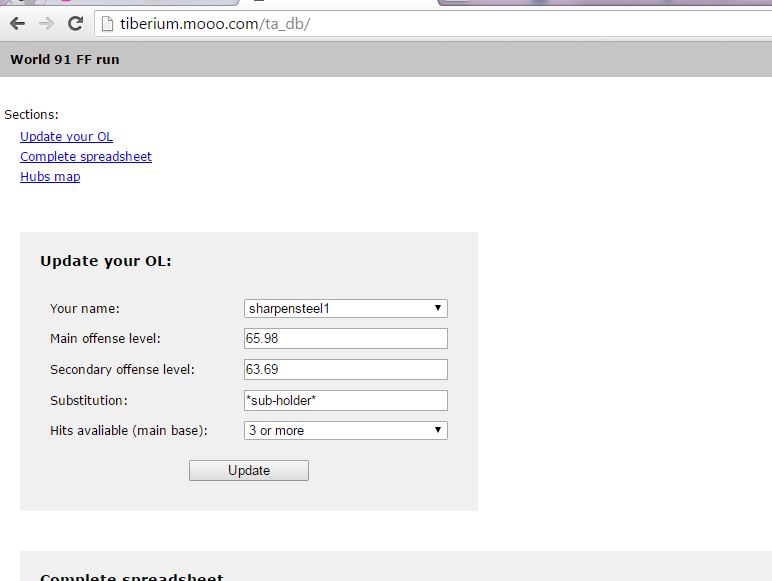 tiberium.mooo.com/ta_db/
World 91 FF run
Sections:
Update your OL
Complete spreadsheet
Hubs map
Update your OL:
Your name: sharpensteel1
Main offense level: 65.98
Secondary offense level: 63.69
Substitution: *sub-holder*
Hits avaliable (main base): 3 or more
Update
Complete spreadsheet